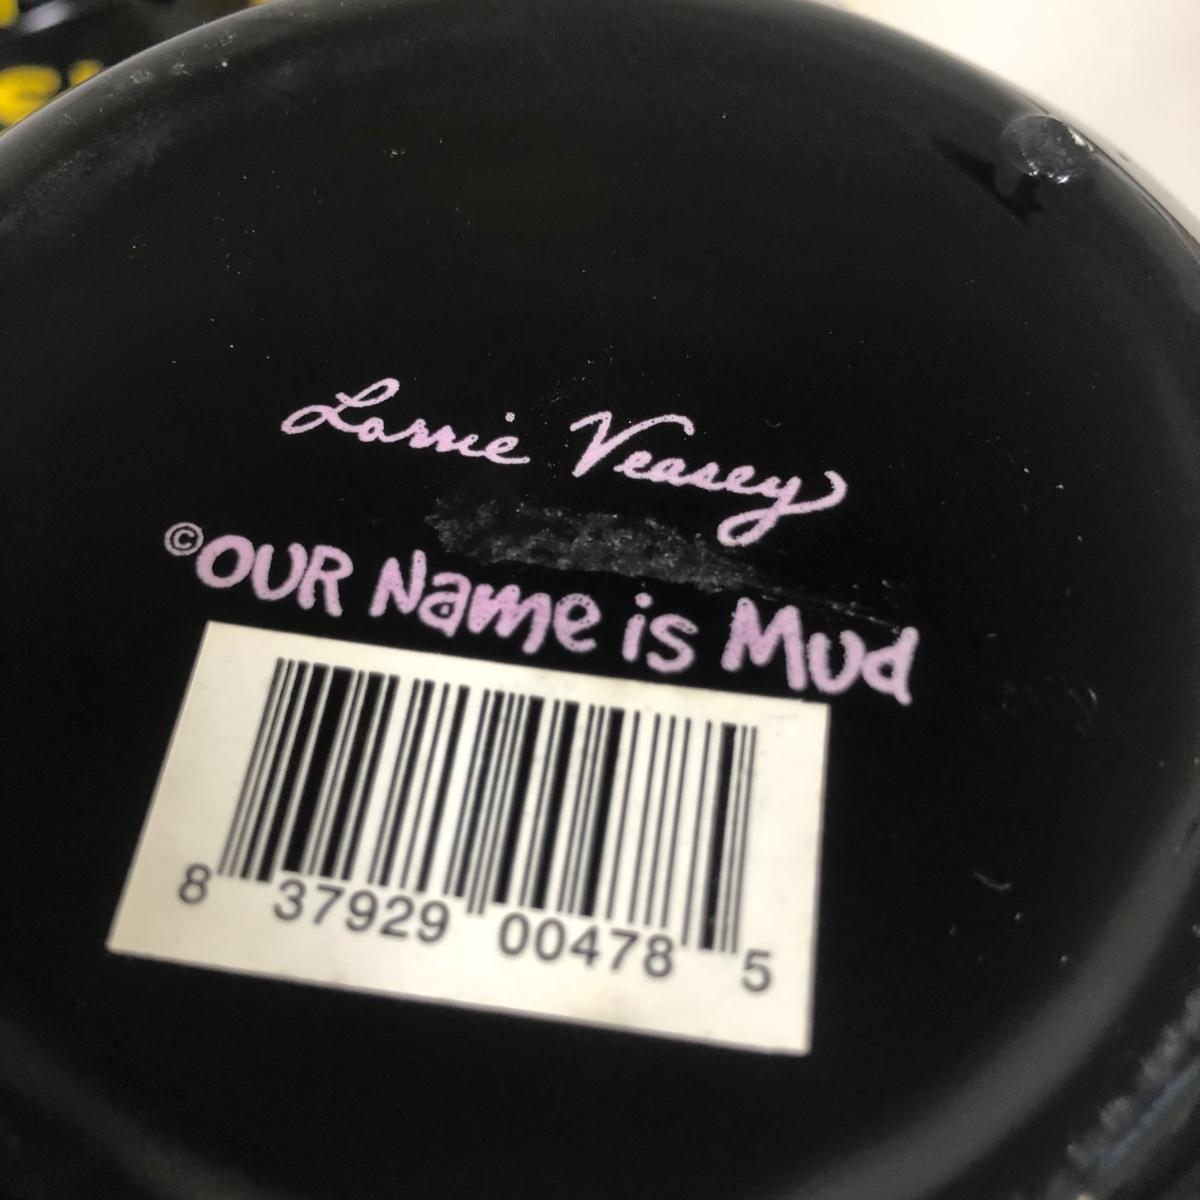 Lorrie Veasey
©OUR Name is Mud
8 37929 00478 5